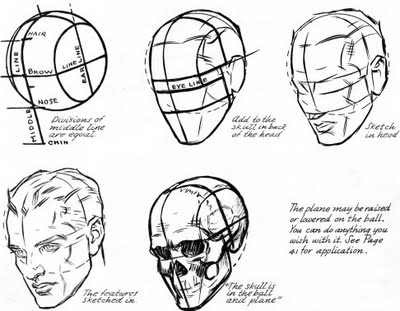 HAIR
LINE
BROW
LINE
EAR LINE
NOSE
MIDDLE
CHIN
Divisions of
middle line
are equal
EYE LINE
Add to the
skull in back
of the head
Sketch
in head
The features
sketched in.
"The skull is
in the ball
and plane"
The plane may be raised
or lowered on the ball.
You can do anything you
wish with it. See Page
41 for application.